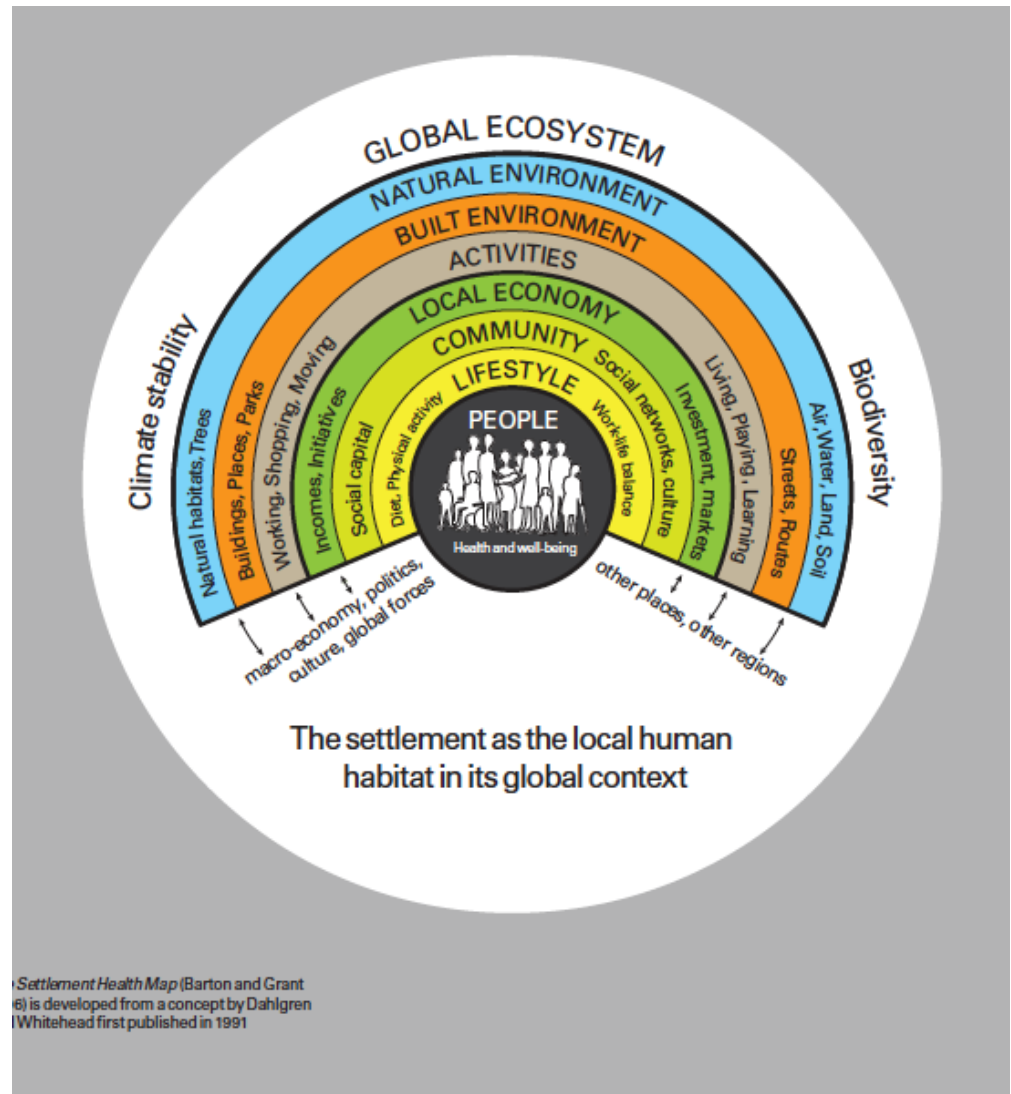 GLOBAL ECOSYSTEM
NATURAL ENVIRONMENT
BUILT ENVIRONMENT
ACTIVITIES
LOCAL ECONOMY
COMMUNITY
LIFESTYLE
PEOPLE
Health and well-being
Climate stability
Natural habitats, Trees
Buildings, Places, Parks
Working, Shopping, Moving
Incomes, Initiatives
Social capital
Diet. Physical activity
Work-life balance
Social networks, culture
Investment, markets
Living, Playing, Learning
Streets, Routes
Air, Water, Land, Soil
Biodiversity
macro-economy, politics,
culture, global forces
other places, other regions
The settlement as the local human
habitat in its global context
Settlement Health Map (Barton and Grant
6) is developed from a concept by Dahlgren
Whitehead first published in 1991